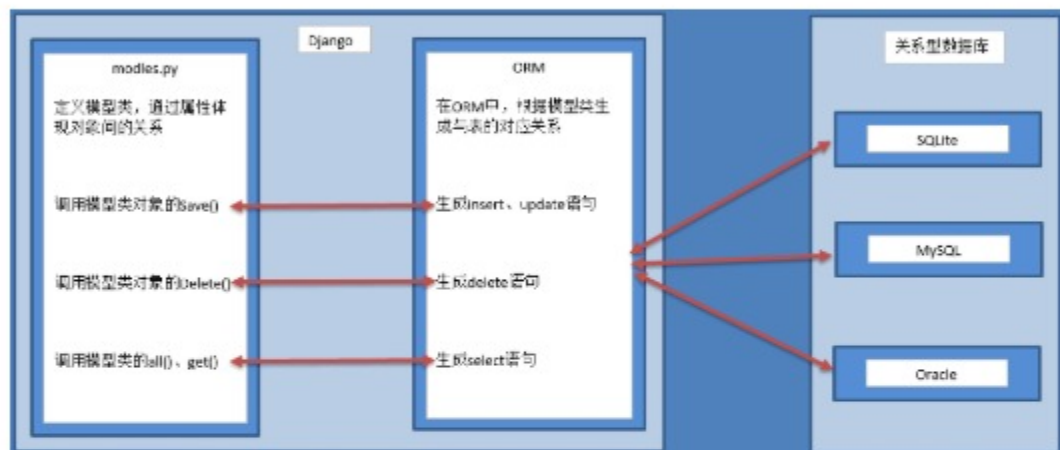 Django
modles.py
定义模型类，通过属性体
现对象间的关系
调用模型类对象的Save()
调用模型类对象的Delete()
调用模型类的all()、get()
ORM
在ORM中，根据模型类生
成与表的对应关系
生成insert、update语句
生成delete语句
生成select语句
关系型数据库
SQLite
MySQL
Oracle